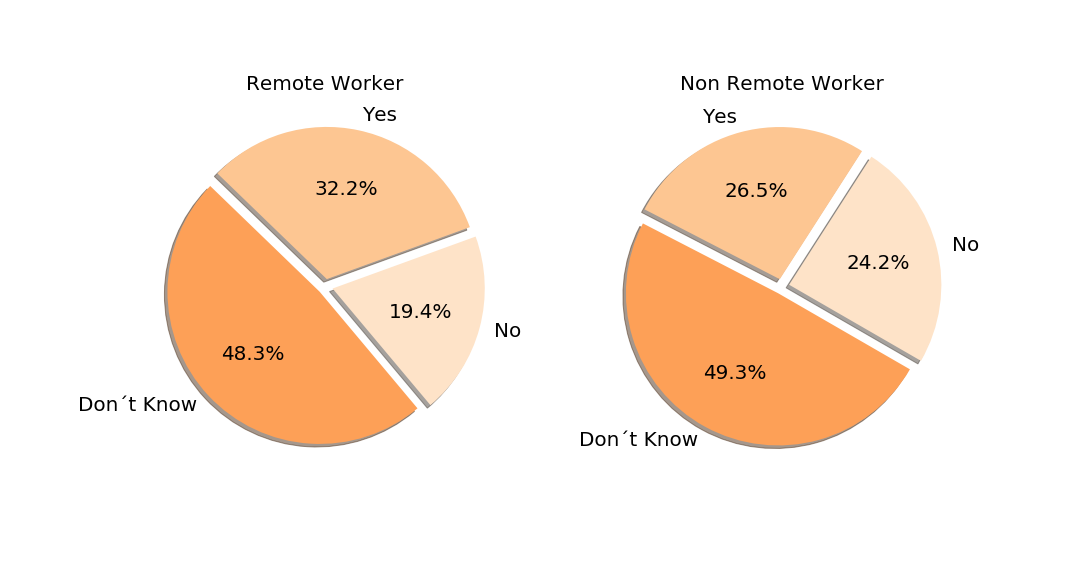 Remote Worker
Yes
32.2%
19.4%
No
48.3%
Don´t Know
Non Remote Worker
Yes
26.5%
No
24.2%
49.3%
Don´t Know